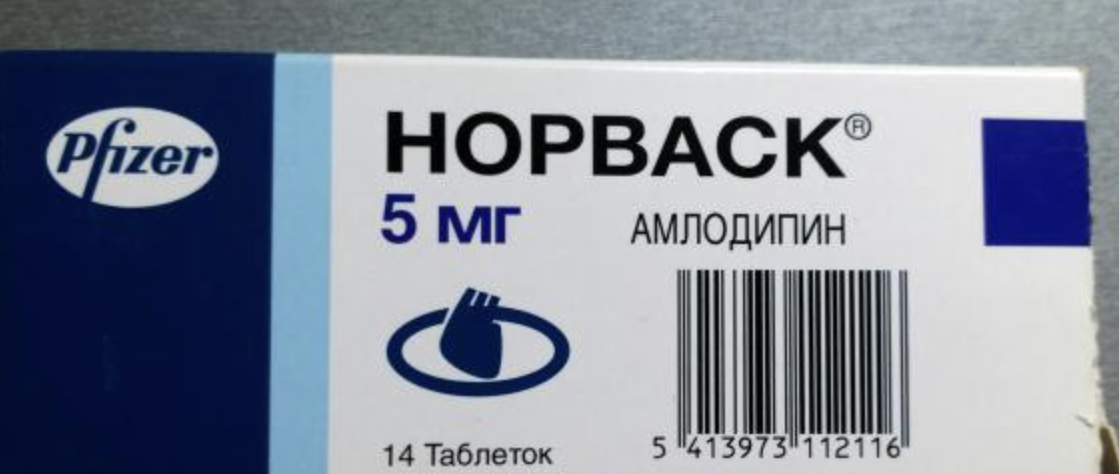 Pfizer
НОРВАСК®
5 мг
АМЛОДИПИН
14 Таблеток
5 413973 112116